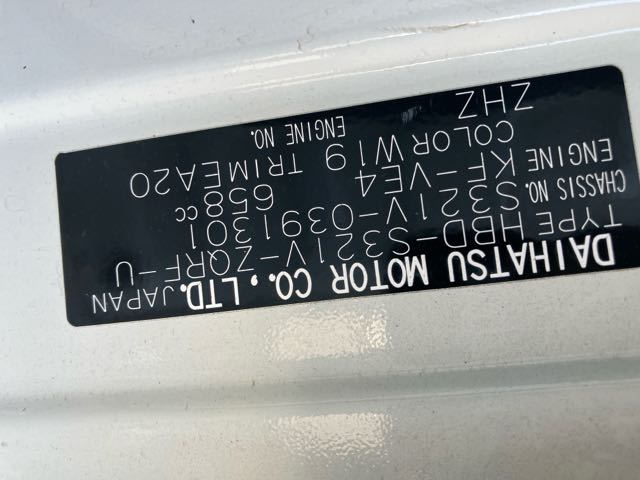 DAIHATSU MOTOR CO., LTD. JAPAN
TYPE HBD-S321V-ZQRF-U
CHASSIS NO. S321V-0391301
ENGINE KF-VE4 658cc
COLOR W19 TRIM EA20
ENGINE NO.
ZHZ